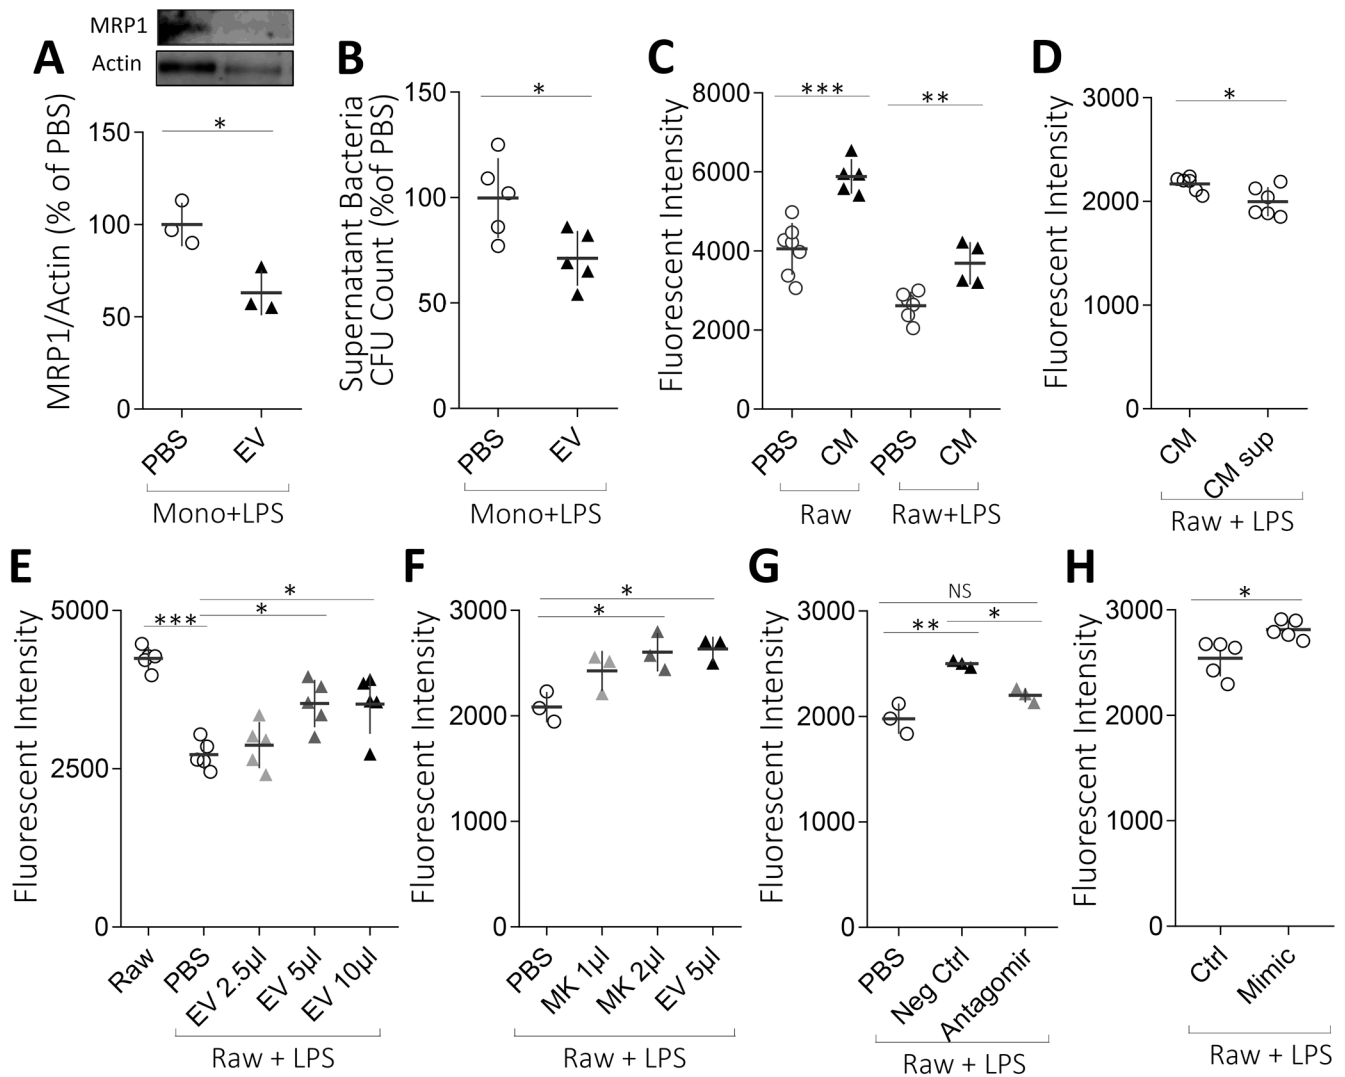 MRP1
Actin
A
MRP1/Actin (% of PBS)
150
100
50
0
*
PBS
EV
Mono+LPS
B
Supernatant Bacteria
CFU Count (%of PBS)
150
100
50
0
*
PBS
EV
Mono+LPS
C
Fluorescent Intensity
8000
6000
4000
2000
0
***
**
PBS
CM
PBS
CM
Raw
Raw+LPS
D
Fluorescent Intensity
3000
2000
1000
0
*
CM
CM sup
Raw + LPS
E
Fluorescent Intensity
5000
2500
0
*
*
***
Raw
PBS
EV 2.5µl
EV 5µl
EV 10µl
Raw + LPS
F
Fluorescent Intensity
3000
2000
1000
0
*
*
PBS
MK 1µl
MK 2µl
EV 5µl
Raw + LPS
G
Fluorescent Intensity
3000
2000
1000
0
NS
*
**
PBS
Neg Ctrl
Antagomir
Raw + LPS
H
Fluorescent Intensity
3000
2000
1000
0
*
Ctrl
Mimic
Raw + LPS